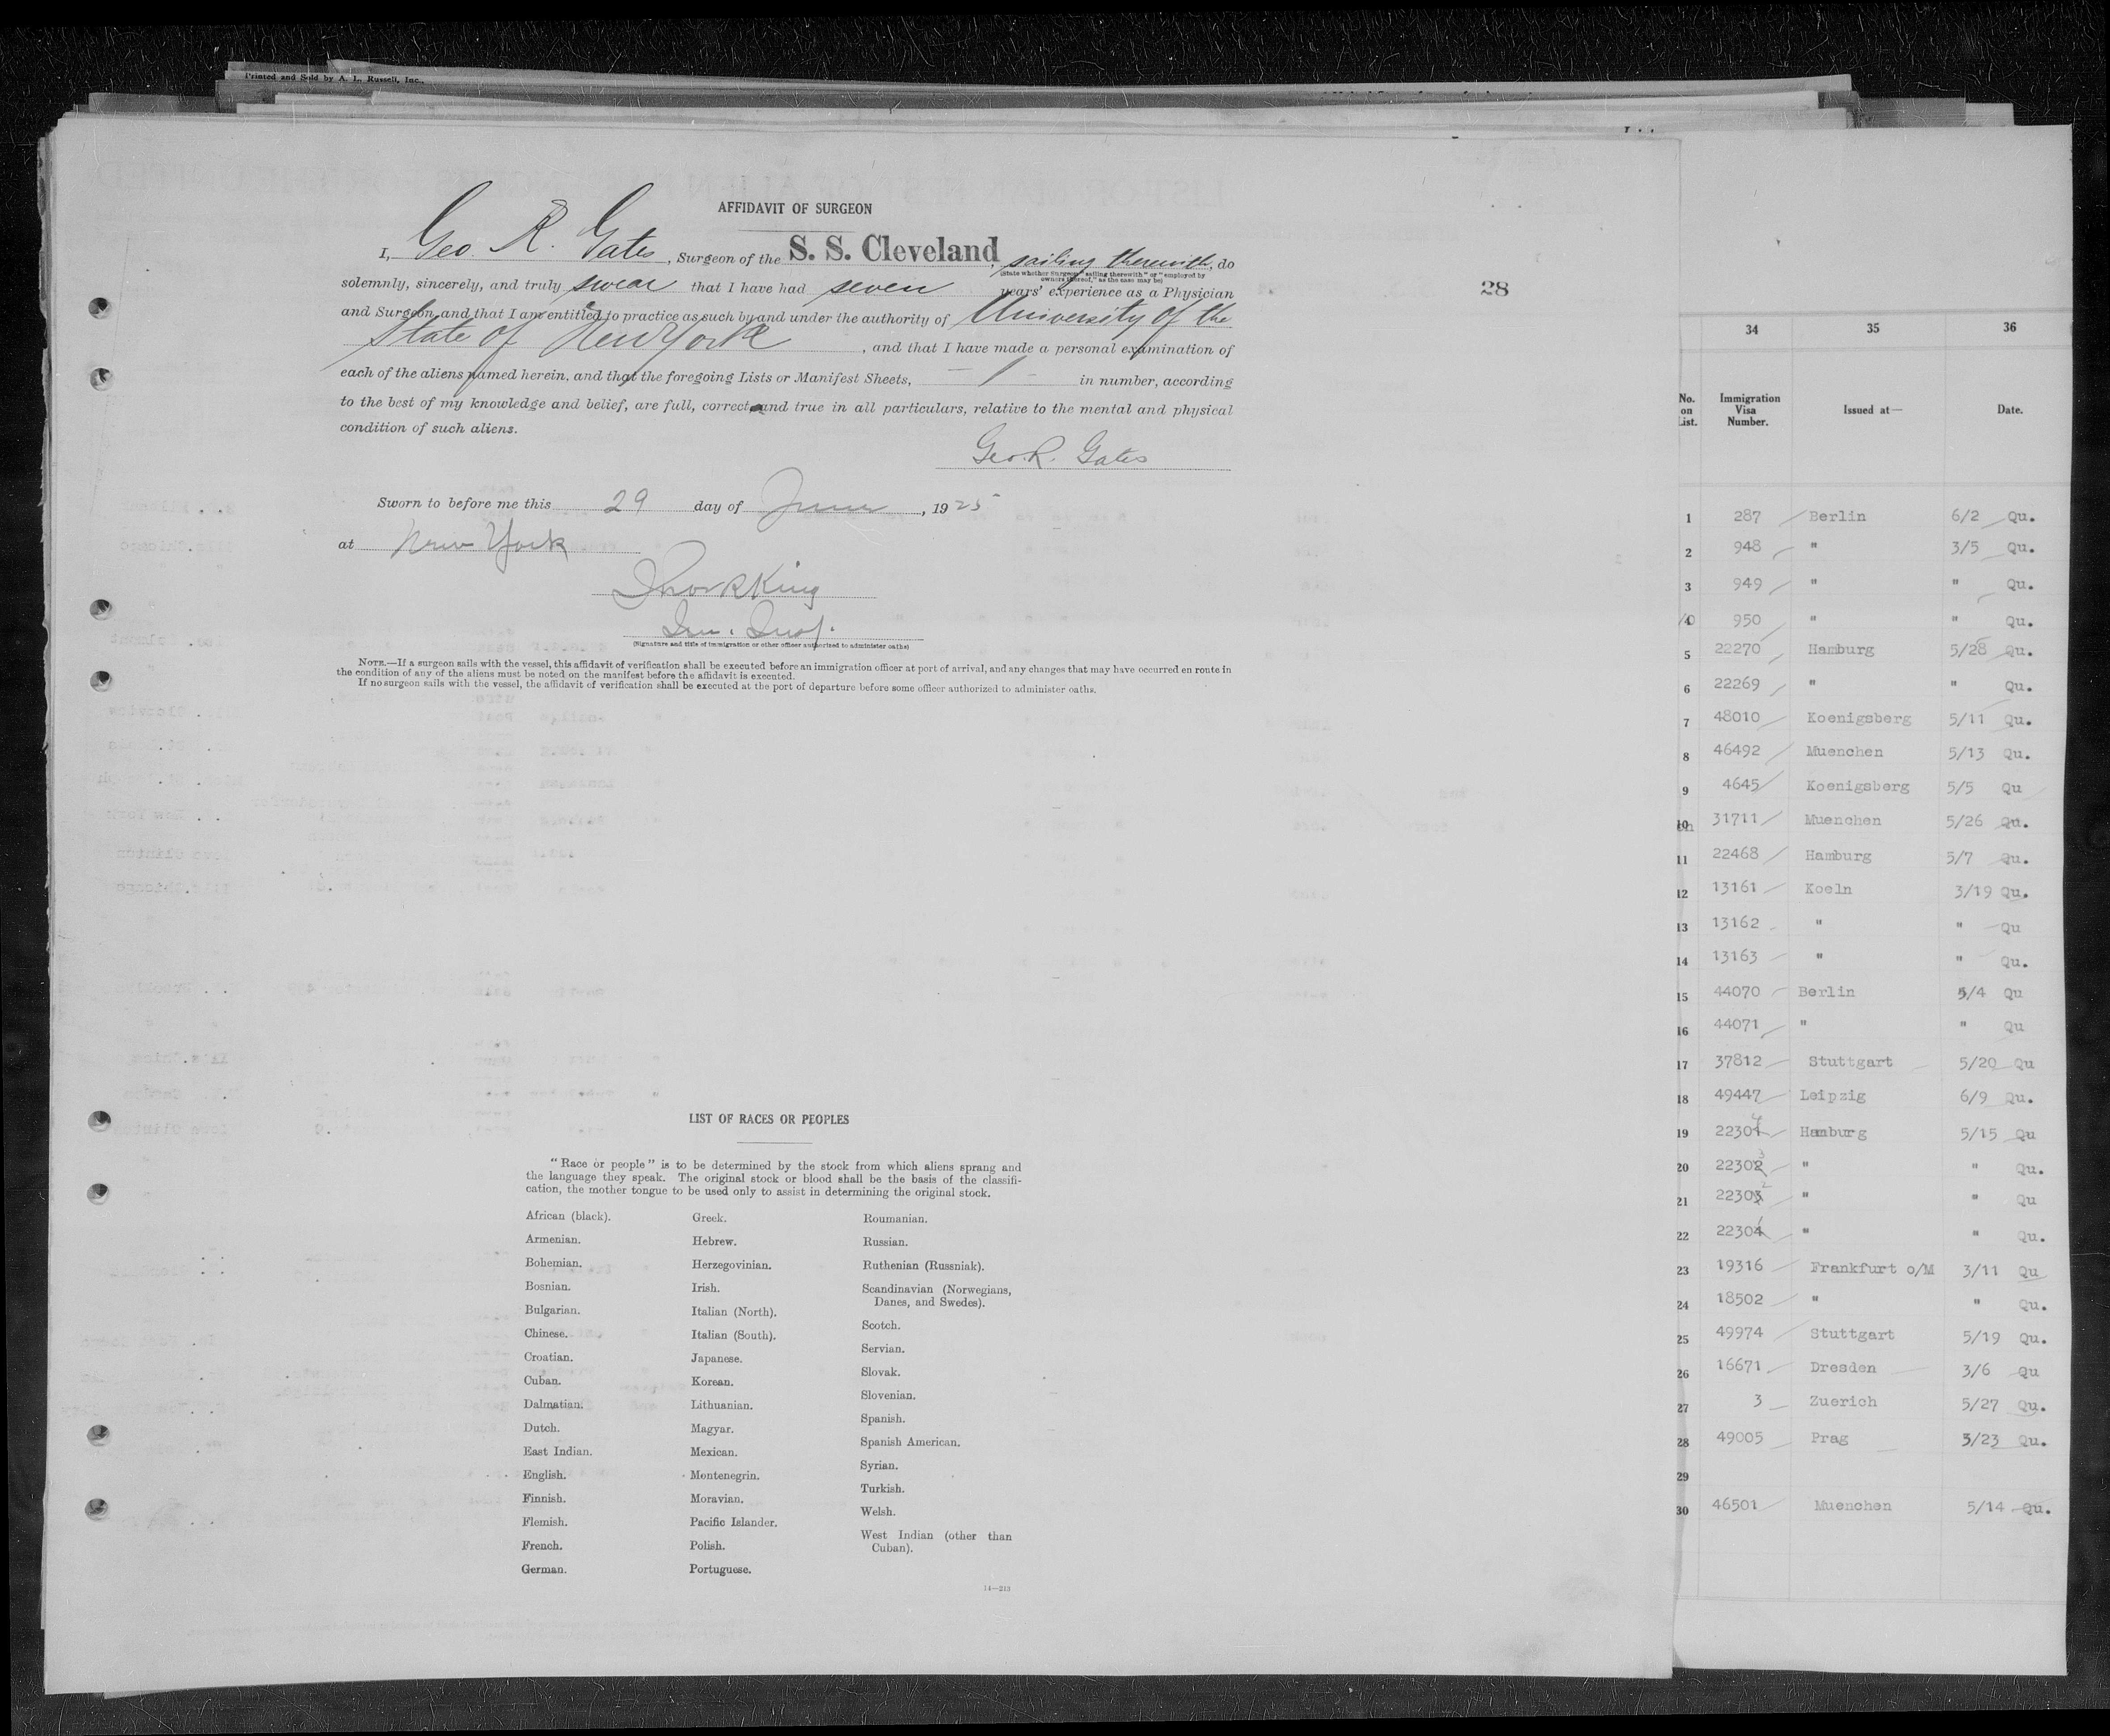 Printed and Sold by A. L. Russell, Inc.,
AFFIDAVIT OF SURGEON
I, Geo. R. Gates, Surgeon of the S. S. Cleveland, sailing therewith, do
(State whether Surgeon "sailing therewith" or "employed by owners thereof," as the case may be)
solemnly, sincerely, and truly swear that I have had seven years' experience as a Physician
and Surgeon and that I am entitled to practice as such by and under the authority of University of the
State of New York, and that I have made a personal examination of
each of the aliens named herein, and that the foregoing Lists or Manifest Sheets, - 1 - in number, according
to the best of my knowledge and belief, are full, correct and true in all particulars, relative to the mental and physical
condition of such aliens.
Geo. R. Gates
Sworn to before me this 29 day of June, 1925
at New York
King
(Signature and title of immigration or other officer authorized to administer oaths)
NOTE.—If a surgeon sails with the vessel, this affidavit of verification shall be executed before an immigration officer at port of arrival, and any changes that may have occurred en route in
the condition of any of the aliens must be noted on the manifest before the affidavit is executed.
If no surgeon sails with the vessel, the affidavit of verification shall be executed at the port of departure before some officer authorized to administer oaths.
LIST OF RACES OR PEOPLES
"Race or people" is to be determined by the stock from which aliens sprang and
the language they speak. The original stock or blood shall be the basis of the classifi-
cation, the mother tongue to be used only to assist in determining the original stock.
African (black).
Armenian.
Bohemian.
Bosnian.
Bulgarian.
Chinese.
Croatian.
Cuban.
Dalmatian.
Dutch.
East Indian.
English.
Finnish.
Flemish.
French.
German.
Greek.
Hebrew.
Herzegovinian.
Irish.
Italian (North).
Italian (South).
Japanese.
Korean.
Lithuanian.
Magyar.
Mexican.
Montenegrin.
Moravian.
Pacific Islander.
Polish.
Portuguese.
Roumanian.
Russian.
Ruthenian (Russniak).
Scandinavian (Norwegians,
Danes, and Swedes).
Scotch.
Servian.
Slovak.
Slovenian.
Spanish.
Spanish American.
Syrian.
Turkish.
Welsh.
West Indian (other than
Cuban).
14—213
28
34 35 36
No. on List. Immigration Visa Number. Issued at— Date.
1 287 Berlin 6/2 Qu.
2 948 " 3/5 Qu.
3 949 " " Qu.
4 950 " " Qu.
5 22270 Hamburg 5/28 Qu.
6 22269 " " Qu.
7 48010 Koenigsberg 5/11 Qu.
8 46492 Muenchen 5/13 Qu.
9 4645 Koenigsberg 5/5 Qu
10 31711 Muenchen 5/26 Qu.
11 22468 Hamburg 5/7 Qu.
12 13161 Koeln 3/19 Qu.
13 13162 " " Qu
14 13163 " " Qu.
15 44070 Berlin 5/4 Qu
16 44071 " " Qu
17 37812 Stuttgart 5/20 Qu
18 49447 Leipzig 6/9 Qu.
19 22301 4 Hamburg 5/15 Qu
20 22302 3 " " Qu.
21 22303 2 " " Qu
22 22304 1 " " Qu.
23 19316 Frankfurt o/M 3/11 Qu
24 18502 " " Qu.
25 49974 Stuttgart 5/19 Qu.
26 16671 Dresden 3/6 Qu
27 3 Zuerich 5/27 Qu.
28 49005 Prag 3/23 Qu.
29
30 46501 Muenchen 5/14 Qu.